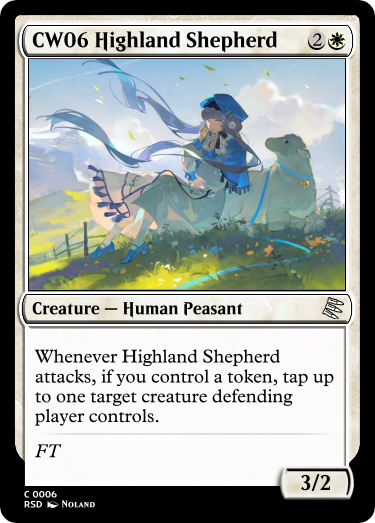 CW06 Highland Shepherd
2
Creature — Human Peasant
Whenever Highland Shepherd
attacks, if you control a token, tap up
to one target creature defending
player controls.
FT
3/2
C 0006
RSD Noland